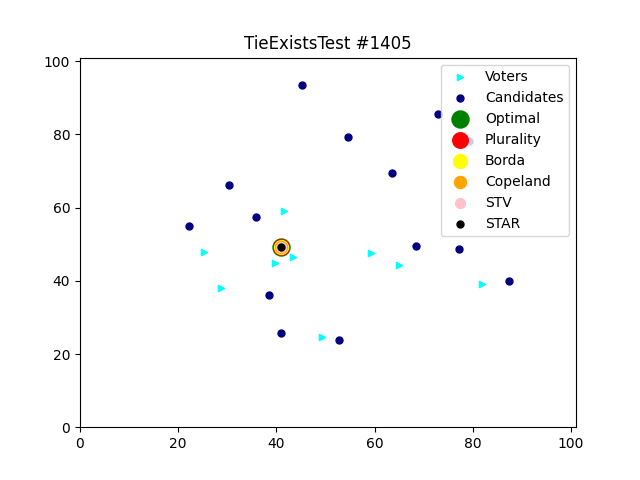 TieExistsTest #1405
100
80
60
40
20
0
0 20 40 60 80 100
Voters
Candidates
Optimal
Plurality
Borda
Copeland
STV
STAR